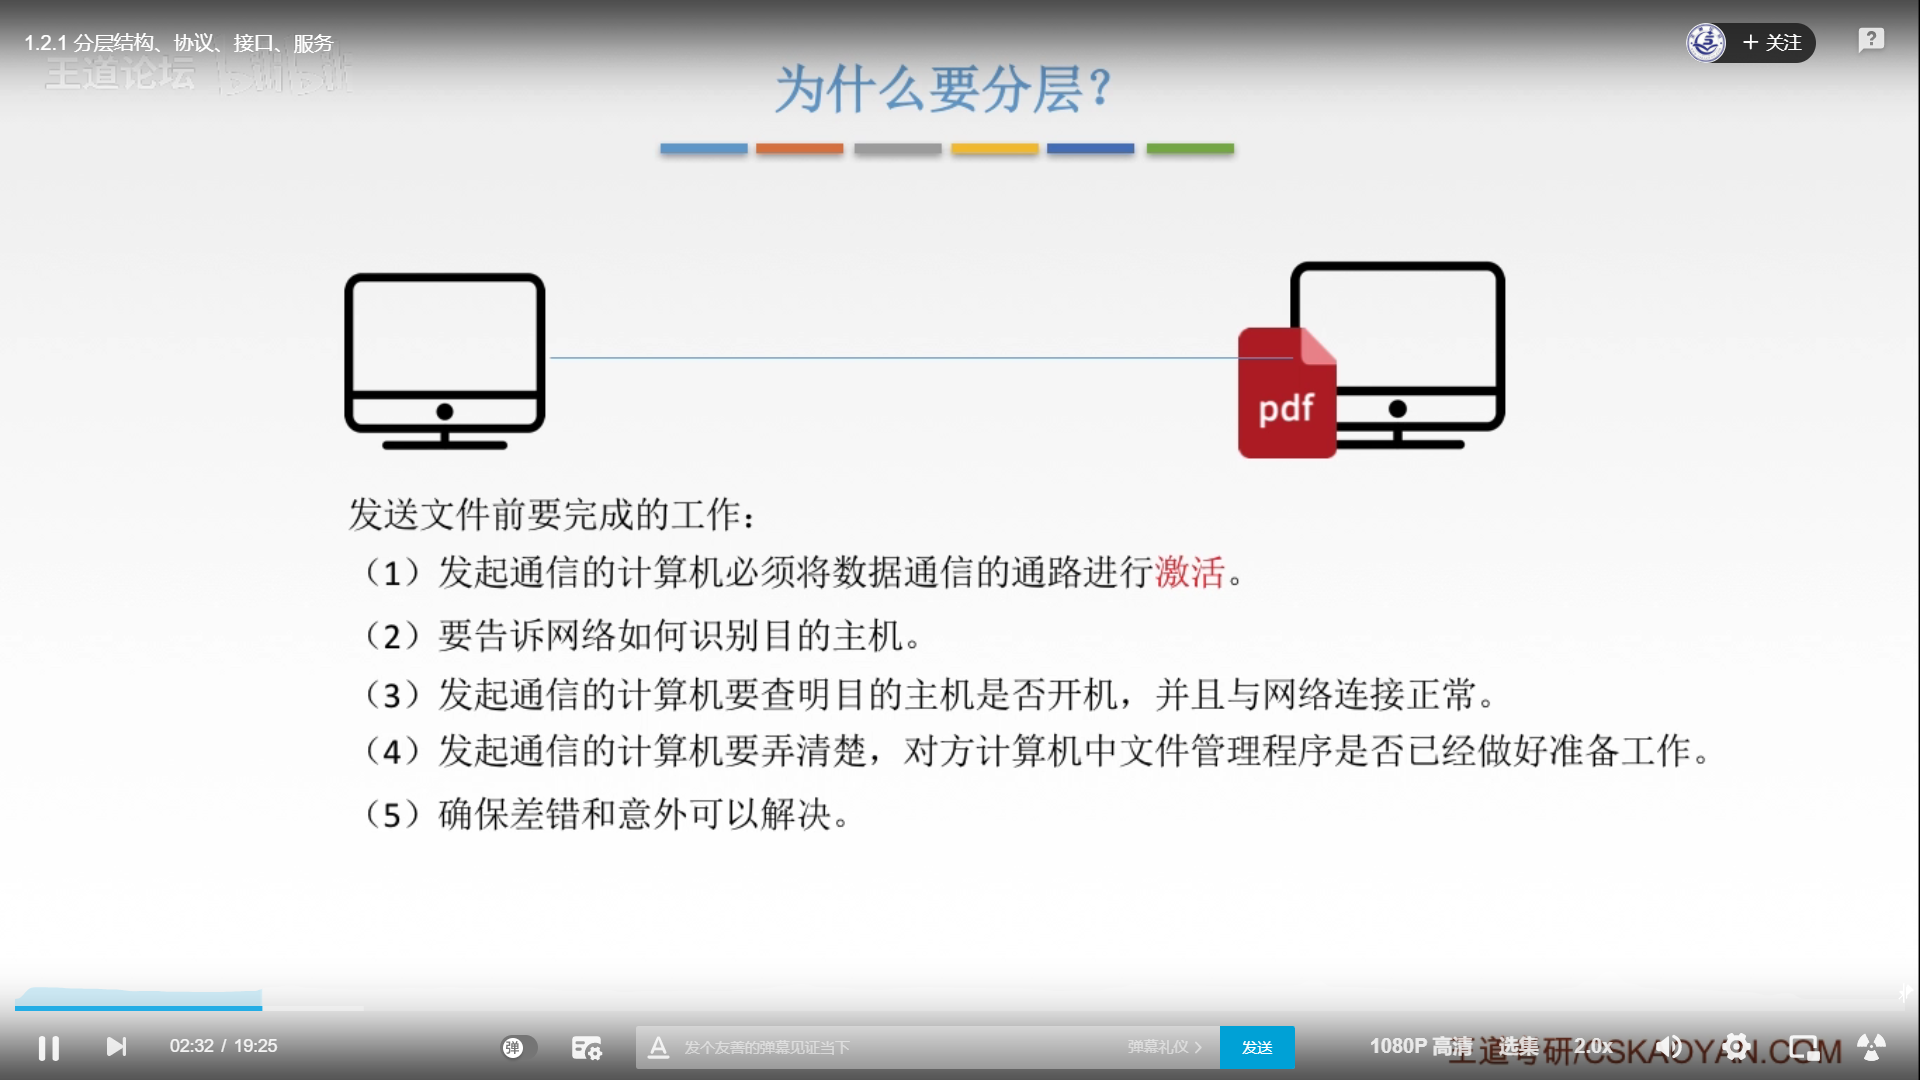 1.2.1 分层结构、协议、接口、服务
关注
王道论坛 bilibili
为什么要分层？
pdf
发送文件前要完成的工作：
（1）发起通信的计算机必须将数据通信的通路进行激活。
（2）要告诉网络如何识别目的主机。
（3）发起通信的计算机要查明目的主机是否开机，并且与网络连接正常。
（4）发起通信的计算机要弄清楚，对方计算机中文件管理程序是否已经做好准备工作。
（5）确保差错和意外可以解决。
02:32 / 19:25
弹
发个友善的弹幕见证当下
弹幕礼仪
发送
1080P 高清
选集
2.0x
王道考研/CSKAOYAN.COM